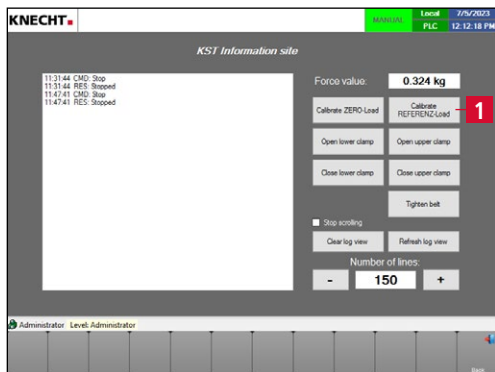 KNECHT
MANUAL
Local
PLC
7/5/2023
12:12:18 PM
KST Information site
11:31:44 CMD: Stop
11:31:44 RES: Stopped
11:47:41 CMD: Stop
11:47:41 RES: Stopped
Force value:
0.324 kg
Calibrate ZERO-Load
Calibrate
REFERENZ-Load
1
Open lower clamp
Open upper clamp
Close lower clamp
Close upper clamp
Tighten belt
Stop scrolling
Clear log view
Refresh log view
Number of lines:
-
150
+
Administrator Level: Administrator
Back